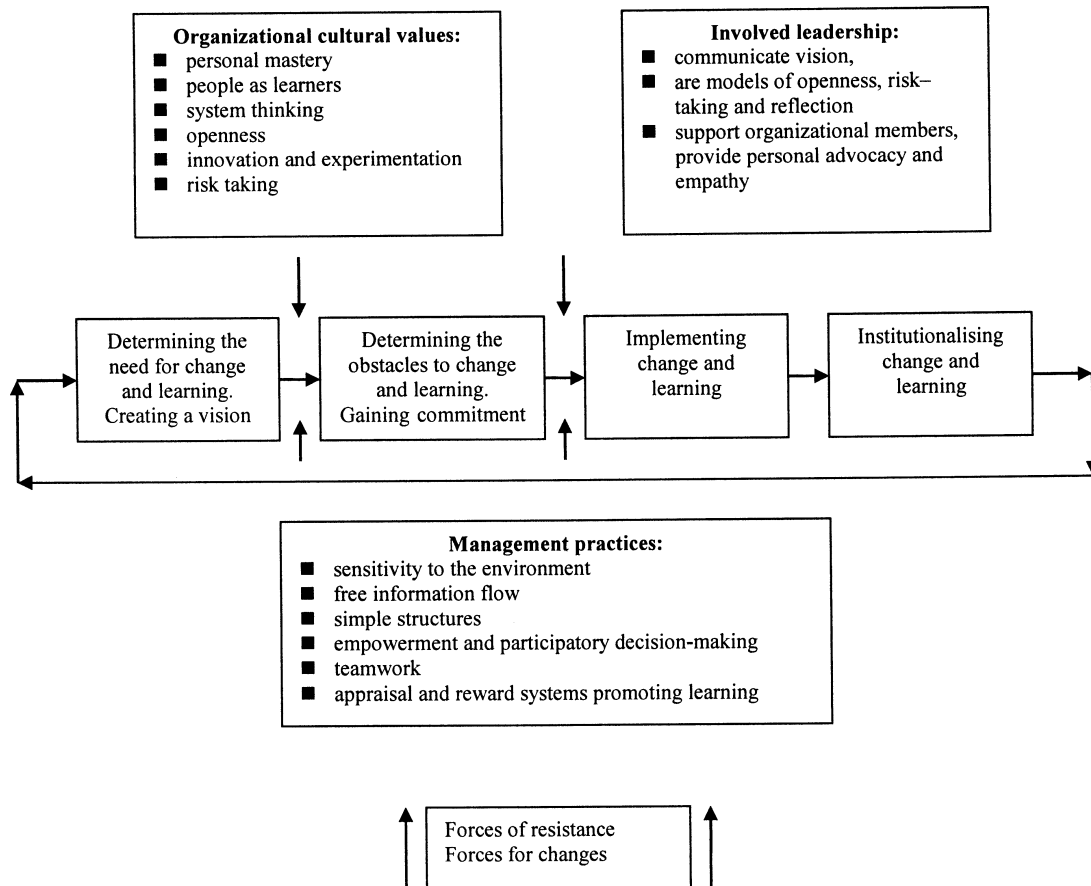 Organizational cultural values:
■ personal mastery
■ people as learners
■ system thinking
■ openness
■ innovation and experimentation
■ risk taking
Involved leadership:
■ communicate vision,
■ are models of openness, risk–
taking and reflection
■ support organizational members,
provide personal advocacy and
empathy
Determining the
need for change
and learning.
Creating a vision
Determining the
obstacles to change
and learning.
Gaining commitment
Implementing
change and
learning
Institutionalising
change and
learning
Management practices:
■ sensitivity to the environment
■ free information flow
■ simple structures
■ empowerment and participatory decision-making
■ teamwork
■ appraisal and reward systems promoting learning
Forces of resistance
Forces for changes